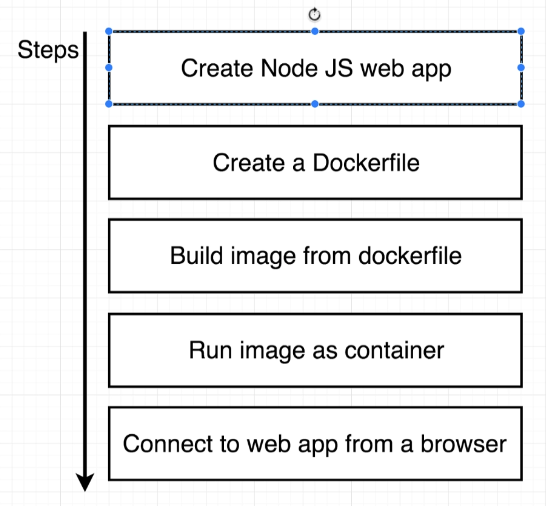 Steps
Create Node JS web app
Create a Dockerfile
Build image from dockerfile
Run image as container
Connect to web app from a browser